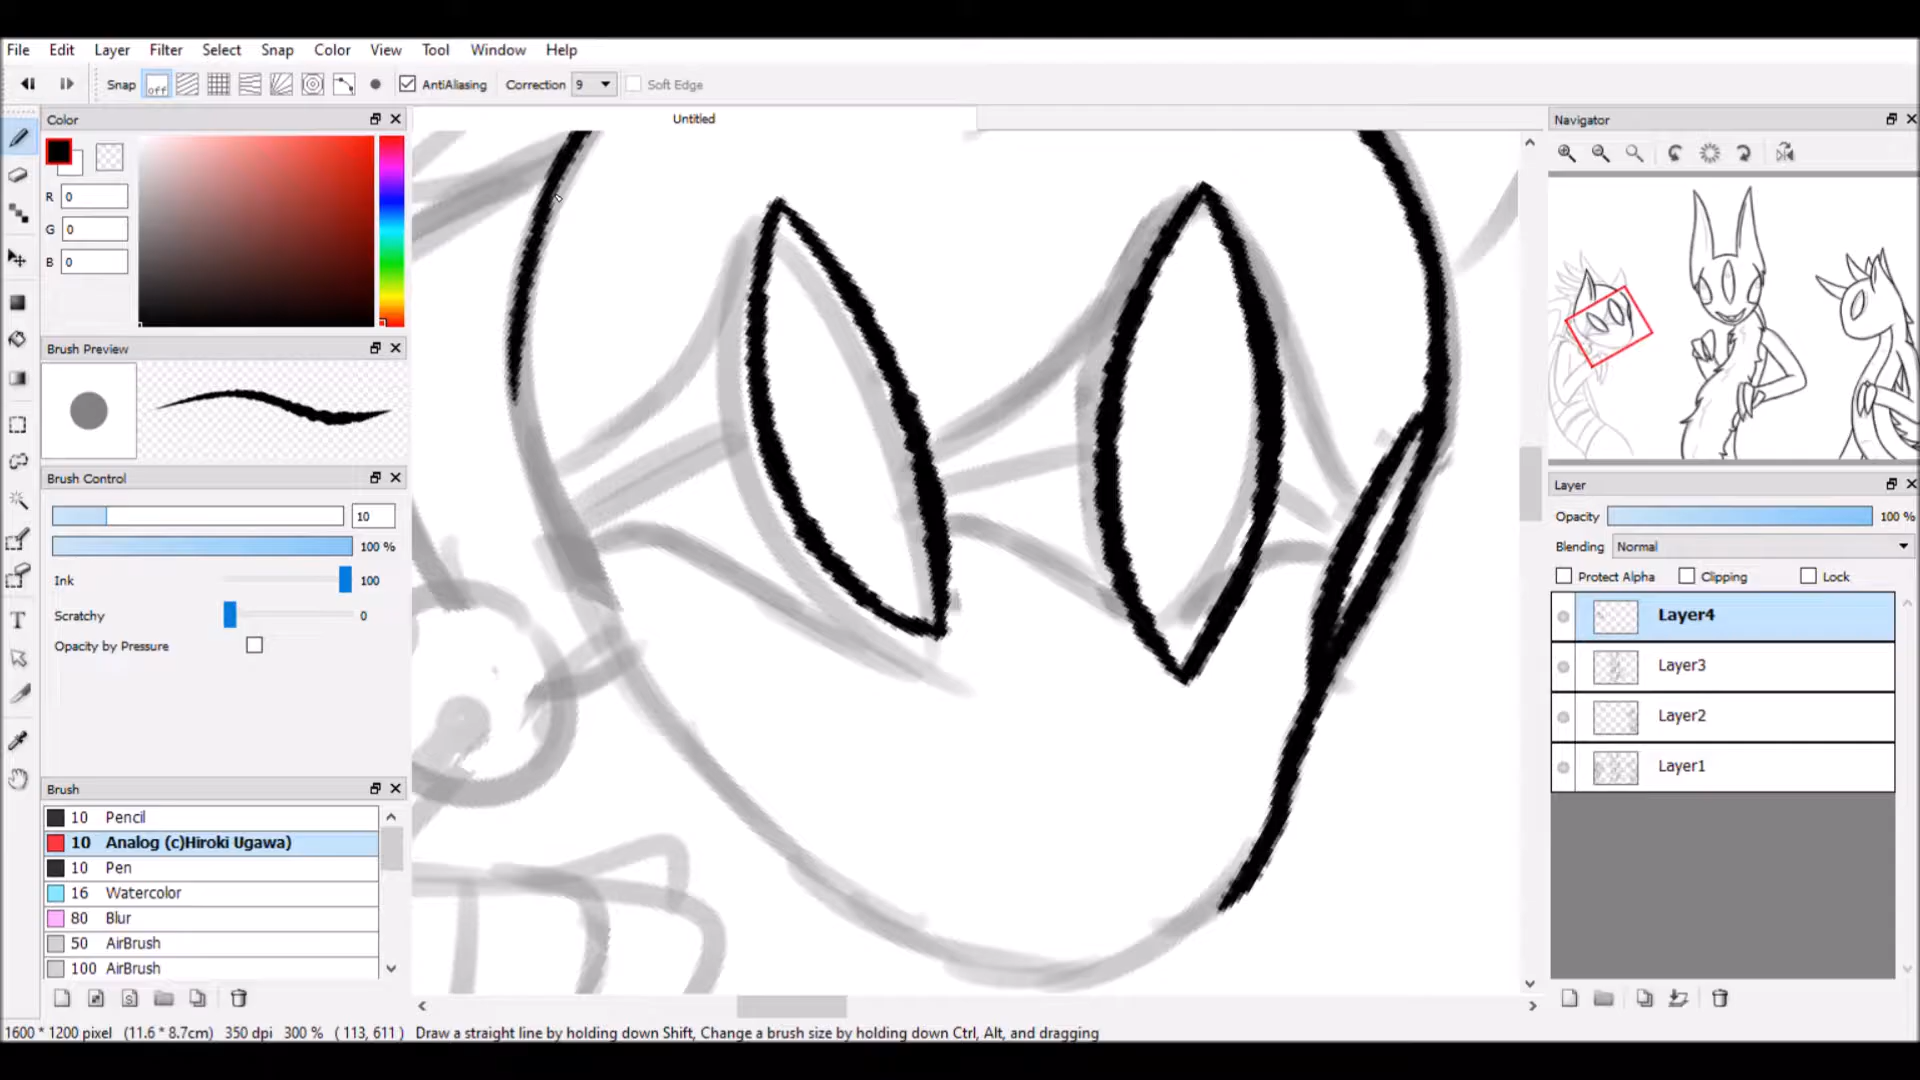 File Edit Layer Filter Select Snap Color View Tool Window Help
Snap off AntiAliasing Correction 9 Soft Edge
Color
R 0
G 0
B 0
Brush Preview
Brush Control
10
100 %
Ink 100
Scratchy 0
Opacity by Pressure
Brush
10 Pencil
10 Analog (c)Hiroki Ugawa)
10 Pen
16 Watercolor
80 Blur
50 AirBrush
100 AirBrush
Untitled
Navigator
Layer
Opacity 100 %
Blending Normal
Protect Alpha Clipping Lock
Layer4
Layer3
Layer2
Layer1
1600 * 1200 pixel (11.6 * 8.7cm) 350 dpi 300 % ( 113, 611 ) Draw a straight line by holding down Shift, Change a brush size by holding down Ctrl, Alt, and dragging